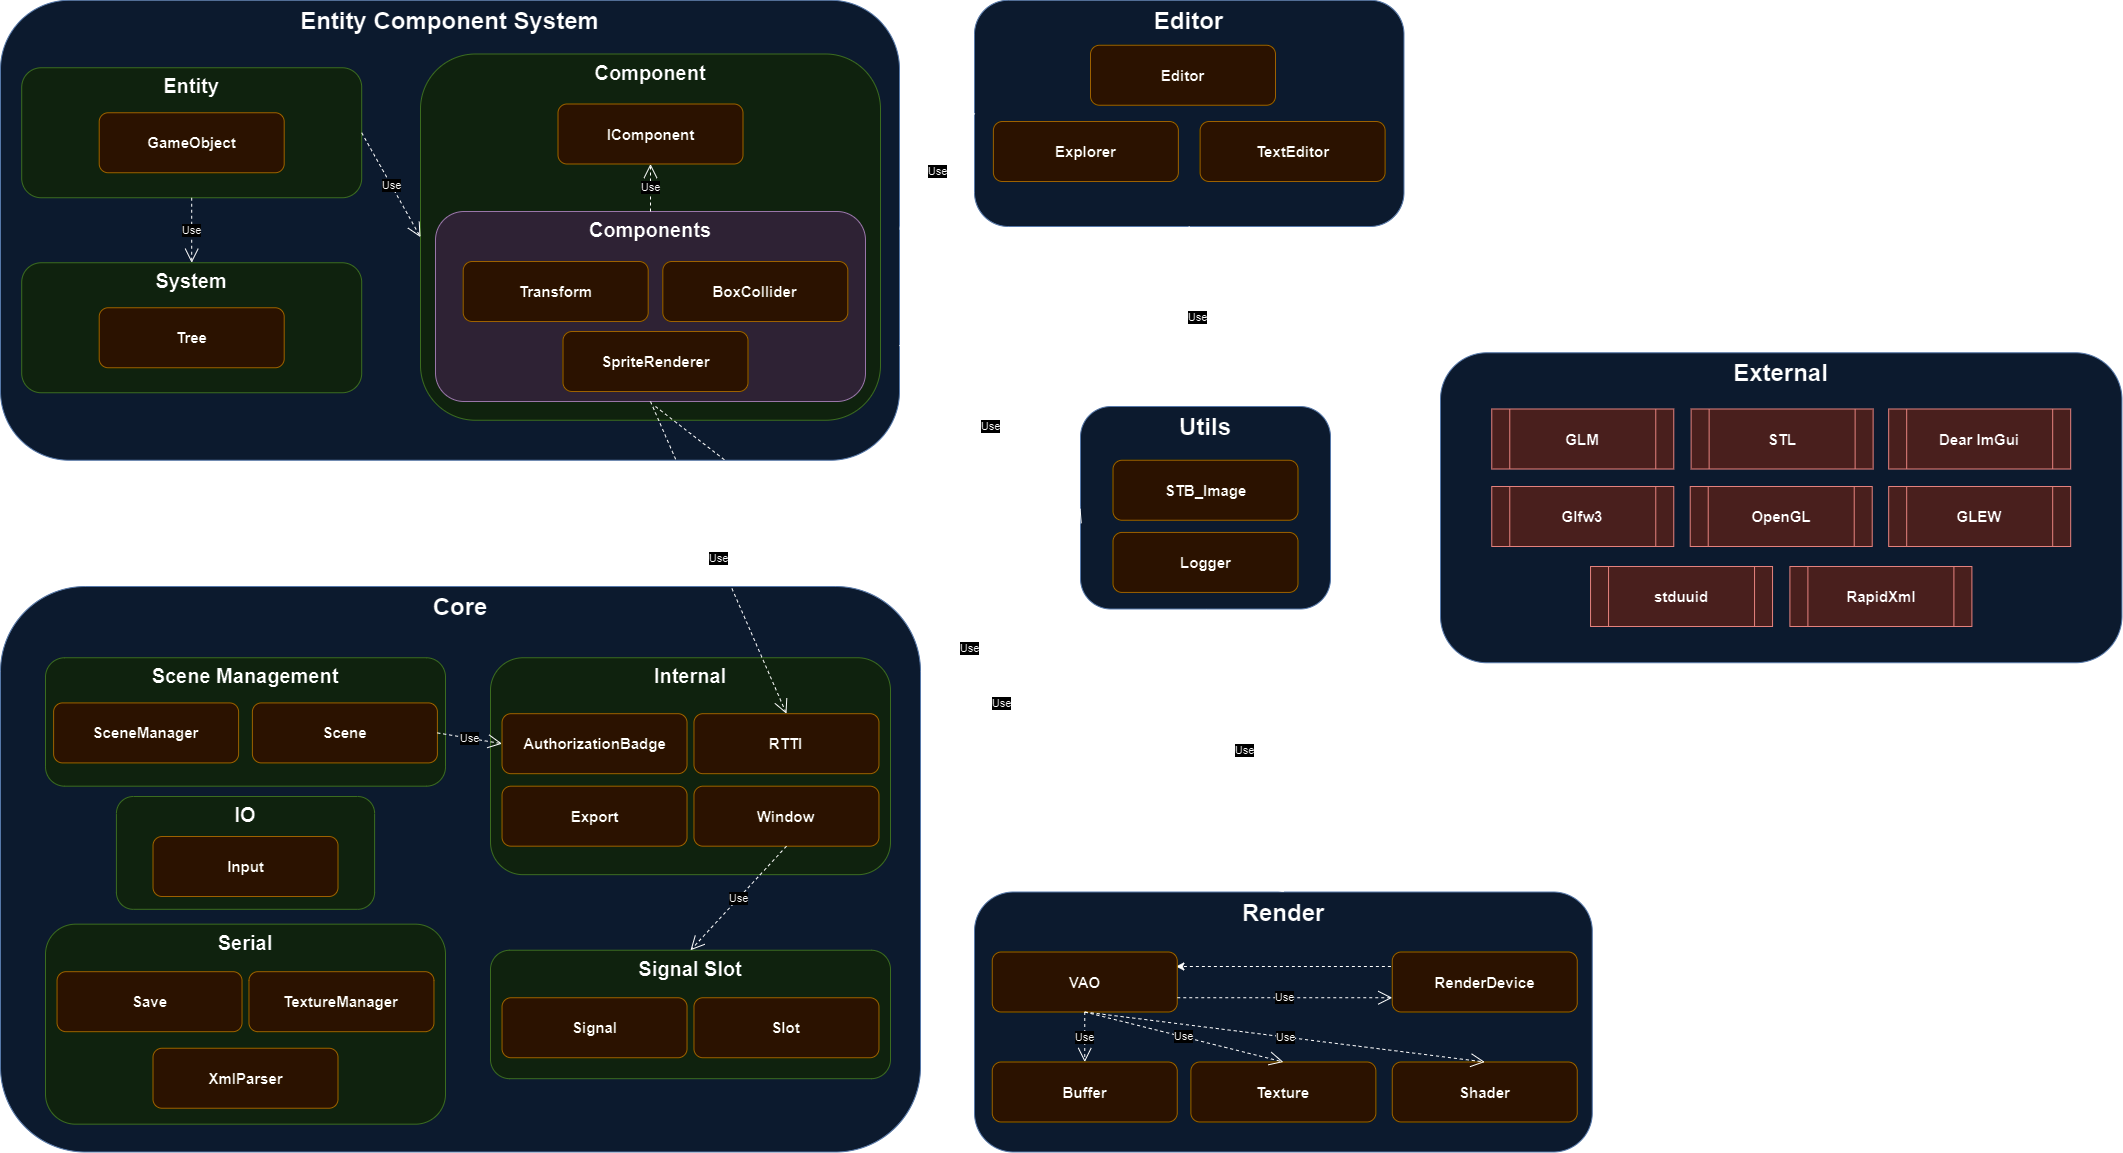 Entity Component System
Entity
GameObject
Use
System
Tree
Use
Component
IComponent
Use
Components
Transform
BoxCollider
SpriteRenderer
Use
Editor
Editor
Explorer
TextEditor
Use
Use
Utils
STB_Image
Logger
External
GLM
STL
Dear ImGui
Glfw3
OpenGL
GLEW
stduuid
RapidXml
Use
Core
Scene Management
SceneManager
Scene
Use
Internal
AuthorizationBadge
RTTI
Export
Window
IO
Input
Use
Serial
Save
TextureManager
XmlParser
Signal Slot
Signal
Slot
Use
Use
Use
Render
VAO
RenderDevice
Use
Use
Use
Use
Buffer
Texture
Shader